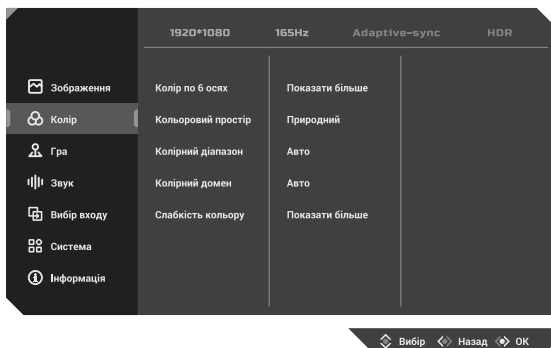 1920*1080 165Hz Adaptive-sync HDR
Зображення Колір по 6 осях Показати більше
Колір Кольоровий простір Природний
Гра Колірний діапазон Авто
Звук Колірний домен Авто
Вибір входу Слабкість кольору Показати більше
Система
Інформація
Вибір Назад OK